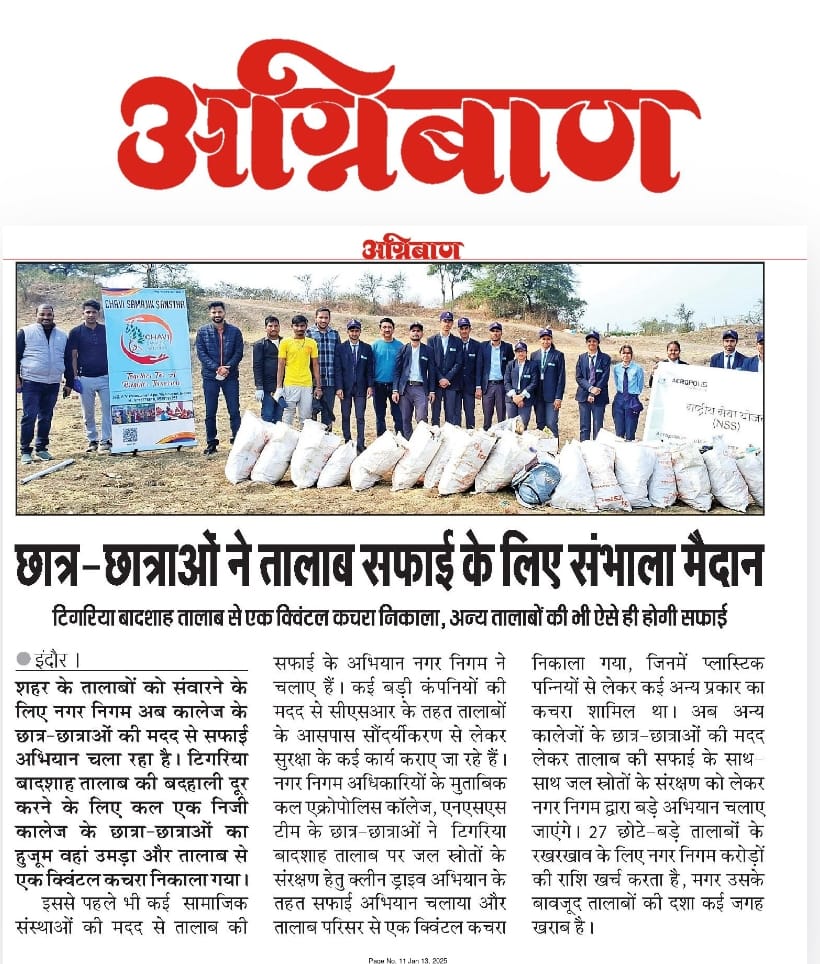 अग्निबाण
अग्निबाण
CHAVI SAMAJIK SANSTHA
CHAVI
ACROPOLIS
राष्ट्रीय सेवा योजना
(NSS)
छात्र-छात्राओं ने तालाब सफाई के लिए संभाला मैदान
टिगरिया बादशाह तालाब से एक क्विंटल कचरा निकाला, अन्य तालाबों की भी ऐसे ही होगी सफाई
इंदौर।
शहर के तालाबों को संवारने के
लिए नगर निगम अब कालेज के
छात्र-छात्राओं की मदद से सफाई
अभियान चला रहा है। टिगरिया
बादशाह तालाब की बदहाली दूर
करने के लिए कल एक निजी
कालेज के छात्रा-छात्राओं का
हुजूम वहां उमड़ा और तालाब से
एक क्विंटल कचरा निकाला गया।
इससे पहले भी कई सामाजिक
संस्थाओं की मदद से तालाब की
सफाई के अभियान नगर निगम ने
चलाए हैं। कई बड़ी कंपनियों की
मदद से सीएसआर के तहत तालाबों
के आसपास सौंदर्यीकरण से लेकर
सुरक्षा के कई कार्य कराए जा रहे हैं।
नगर निगम अधिकारियों के मुताबिक
कल एक्रोपोलिस कॉलेज, एनएसएस
टीम के छात्र-छात्राओं ने टिगरिया
बादशाह तालाब पर जल स्रोतों के
संरक्षण हेतु क्लीन ड्राइव अभियान के
तहत सफाई अभियान चलाया और
तालाब परिसर से एक क्विंटल कचरा
निकाला गया, जिनमें प्लास्टिक
पन्नियों से लेकर कई अन्य प्रकार का
कचरा शामिल था। अब अन्य
कालेजों के छात्र-छात्राओं की मदद
लेकर तालाब की सफाई के साथ-
साथ जल स्रोतों के संरक्षण को लेकर
नगर निगम द्वारा बड़े अभियान चलाए
जाएंगे। 27 छोटे-बड़े तालाबों के
रखरखाव के लिए नगर निगम करोड़ों
की राशि खर्च करता है, मगर उसके
बावजूद तालाबों की दशा कई जगह
खराब है।
Page No. 11 Jan 13, 2025